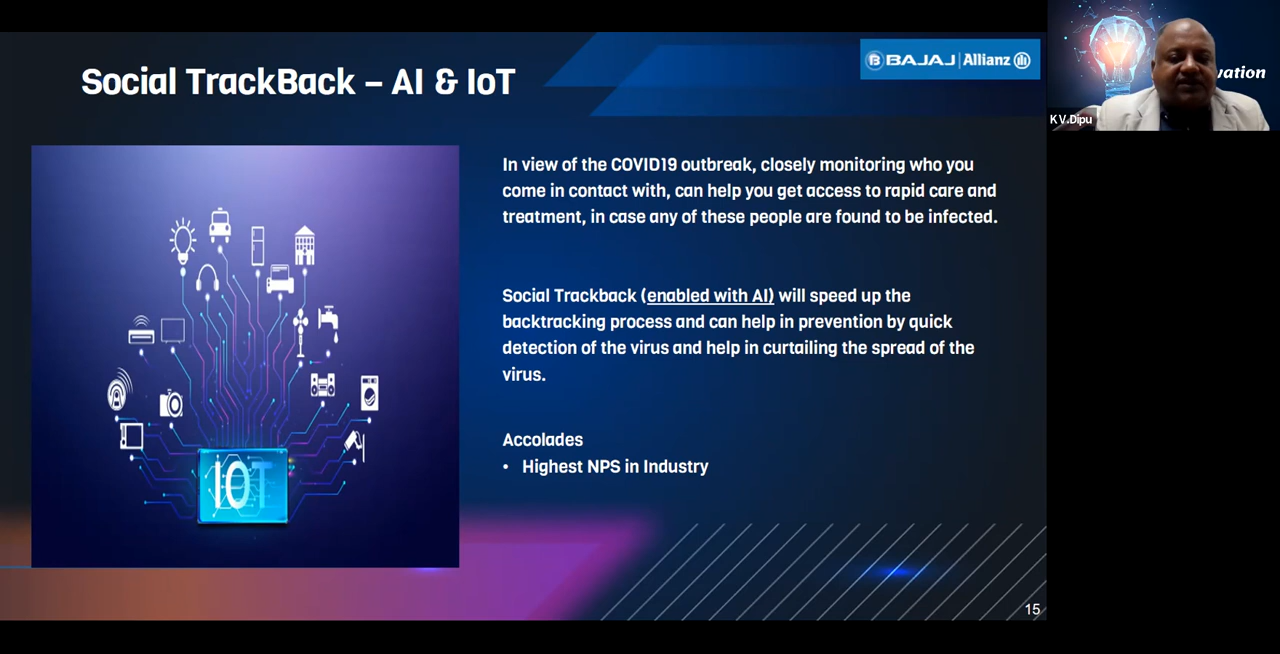 Social TrackBack – AI & IoT
BAJAJ | Allianz
vation
K V.Dipu
In view of the COVID19 outbreak, closely monitoring who you
come in contact with, can help you get access to rapid care and
treatment, in case any of these people are found to be infected.
Social Trackback (enabled with AI) will speed up the
backtracking process and can help in prevention by quick
detection of the virus and help in curtailing the spread of the
virus.
Accolades
• Highest NPS in Industry
IOT
15